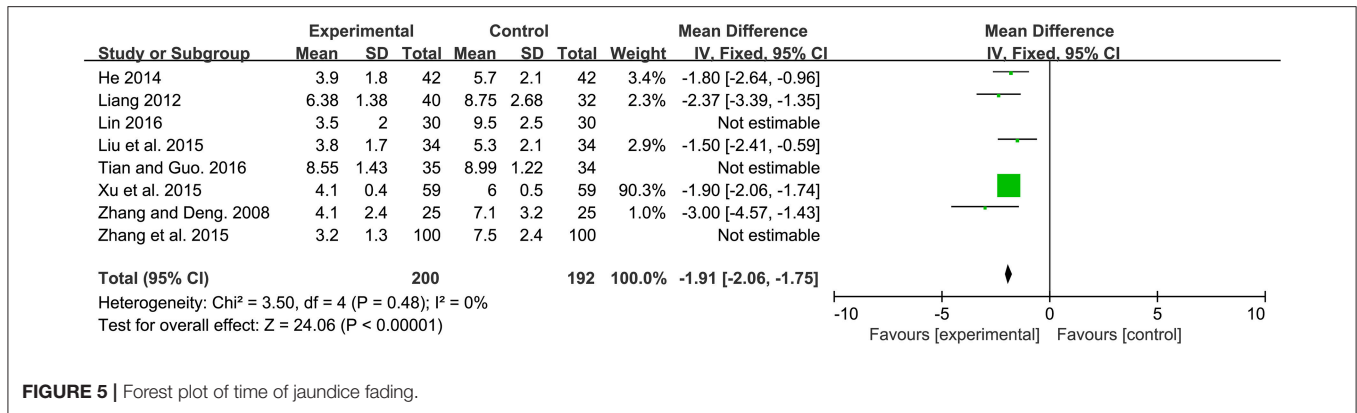 Experimental Control Mean Difference Mean Difference
Study or Subgroup Mean SD Total Mean SD Total Weight IV, Fixed, 95% CI IV, Fixed, 95% CI
He 2014 3.9 1.8 42 5.7 2.1 42 3.4% -1.80 [-2.64, -0.96]
Liang 2012 6.38 1.38 40 8.75 2.68 32 2.3% -2.37 [-3.39, -1.35]
Lin 2016 3.5 2 30 9.5 2.5 30 Not estimable
Liu et al. 2015 3.8 1.7 34 5.3 2.1 34 2.9% -1.50 [-2.41, -0.59]
Tian and Guo. 2016 8.55 1.43 35 8.99 1.22 34 Not estimable
Xu et al. 2015 4.1 0.4 59 6 0.5 59 90.3% -1.90 [-2.06, -1.74]
Zhang and Deng. 2008 4.1 2.4 25 7.1 3.2 25 1.0% -3.00 [-4.57, -1.43]
Zhang et al. 2015 3.2 1.3 100 7.5 2.4 100 Not estimable
Total (95% CI) 200 192 100.0% -1.91 [-2.06, -1.75]
Heterogeneity: Chi² = 3.50, df = 4 (P = 0.48); I² = 0%
Test for overall effect: Z = 24.06 (P < 0.00001)
-10 -5 0 5 10
Favours [experimental] Favours [control]
FIGURE 5 | Forest plot of time of jaundice fading.